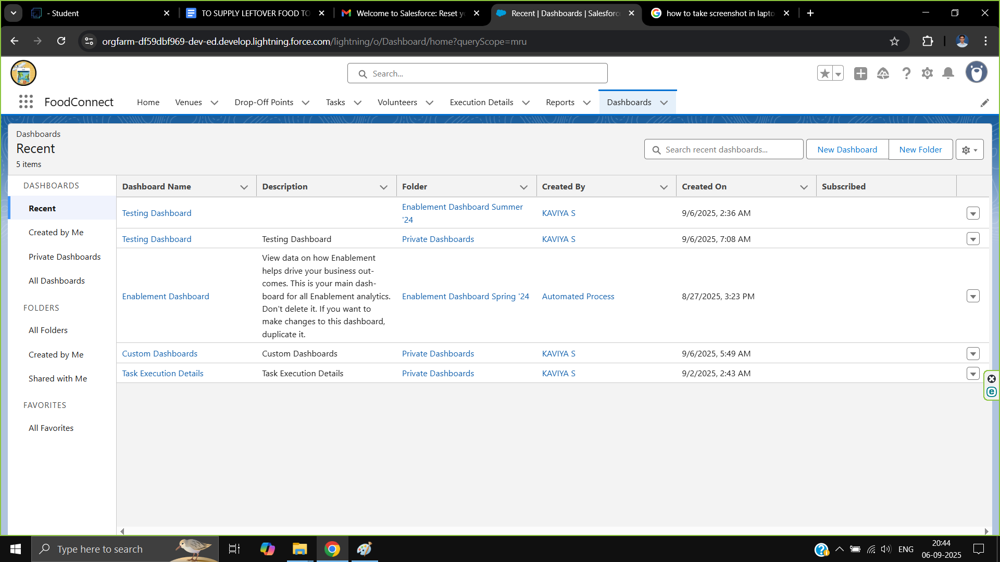 - Student
TO SUPPLY LEFTOVER FOOD TO
Welcome to Salesforce: Reset yo
Recent | Dashboards | Salesforc
how to take screenshot in lapto
orgfarm-df59dbf969-dev-ed.develop.lightning.force.com/lightning/o/Dashboard/home?queryScope=mru
Search...
FoodConnect
Home
Venues
Drop-Off Points
Tasks
Volunteers
Execution Details
Reports
Dashboards
Dashboards
Recent
5 items
Search recent dashboards...
New Dashboard
New Folder
DASHBOARDS
Recent
Created by Me
Private Dashboards
All Dashboards
FOLDERS
All Folders
Created by Me
Shared with Me
FAVORITES
All Favorites
Dashboard Name
Description
Folder
Created By
Created On
Subscribed
Testing Dashboard
Enablement Dashboard Summer
'24
KAVIYA S
9/6/2025, 2:36 AM
Testing Dashboard
Testing Dashboard
Private Dashboards
KAVIYA S
9/6/2025, 7:08 AM
Enablement Dashboard
View data on how Enablement
helps drive your business out-
comes. This is your main dash-
board for all Enablement analytics.
Don't delete it. If you want to
make changes to this dashboard,
duplicate it.
Enablement Dashboard Spring '24
Automated Process
8/27/2025, 3:23 PM
Custom Dashboards
Custom Dashboards
Private Dashboards
KAVIYA S
9/6/2025, 5:49 AM
Task Execution Details
Task Execution Details
Private Dashboards
KAVIYA S
9/2/2025, 2:43 AM
Type here to search
ENG
20:44
06-09-2025